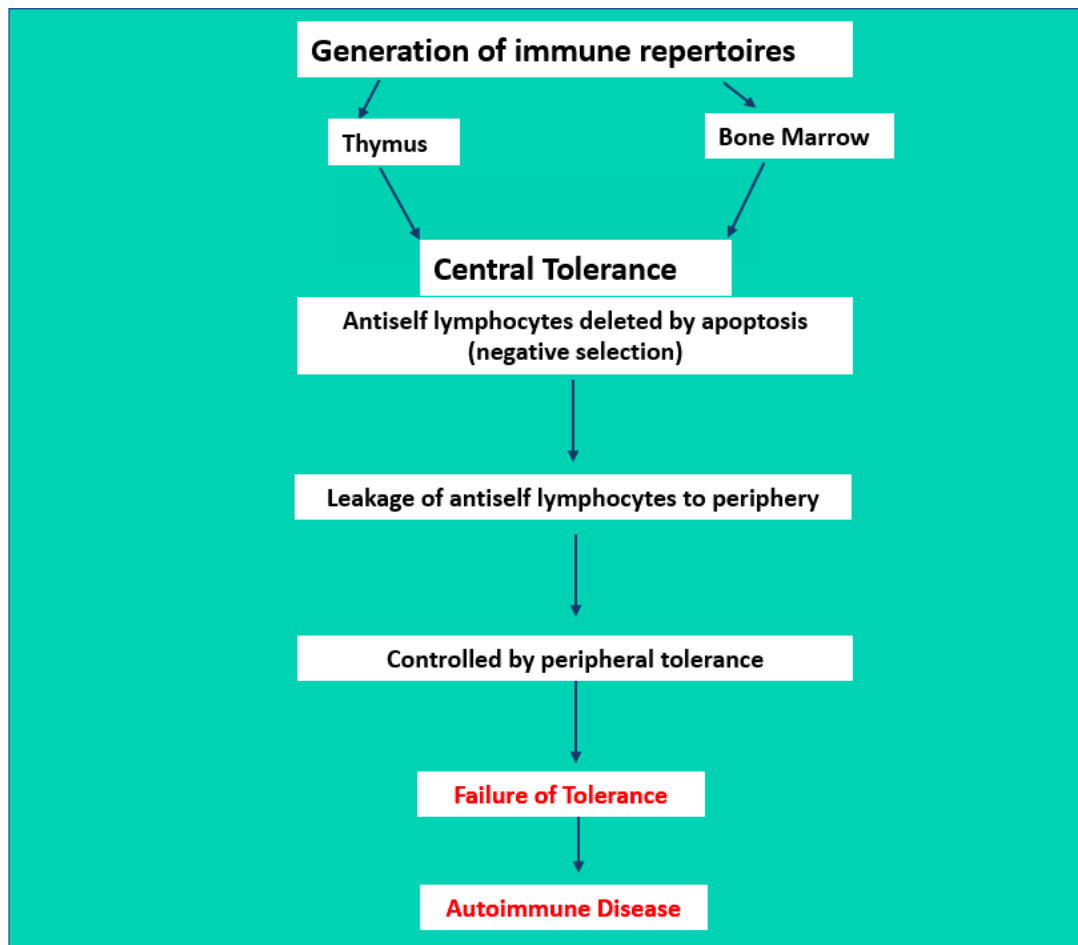 Generation of immune repertoires
Thymus
Bone Marrow
Central Tolerance
Antiself lymphocytes deleted by apoptosis
(negative selection)
Leakage of antiself lymphocytes to periphery
Controlled by peripheral tolerance
Failure of Tolerance
Autoimmune Disease